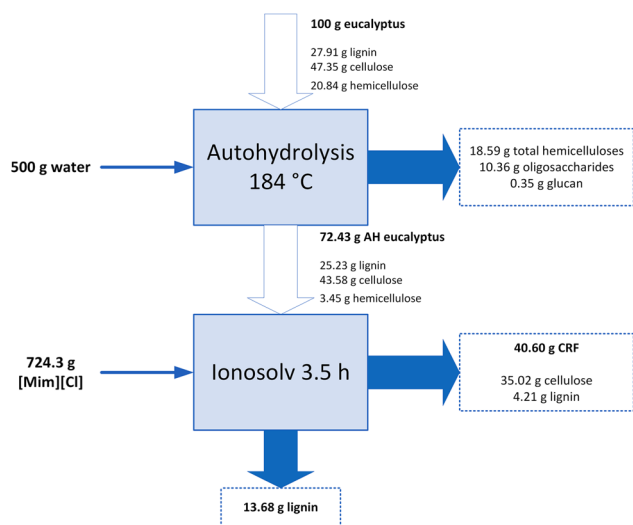 100 g eucalyptus
27.91 g lignin
47.35 g cellulose
20.84 g hemicellulose
500 g water
Autohydrolysis
184 °C
18.59 g total hemicelluloses
10.36 g oligosaccharides
0.35 g glucan
72.43 g AH eucalyptus
25.23 g lignin
43.58 g cellulose
3.45 g hemicellulose
724.3 g
[Mim][Cl]
Ionosolv 3.5 h
40.60 g CRF
35.02 g cellulose
4.21 g lignin
13.68 g lignin